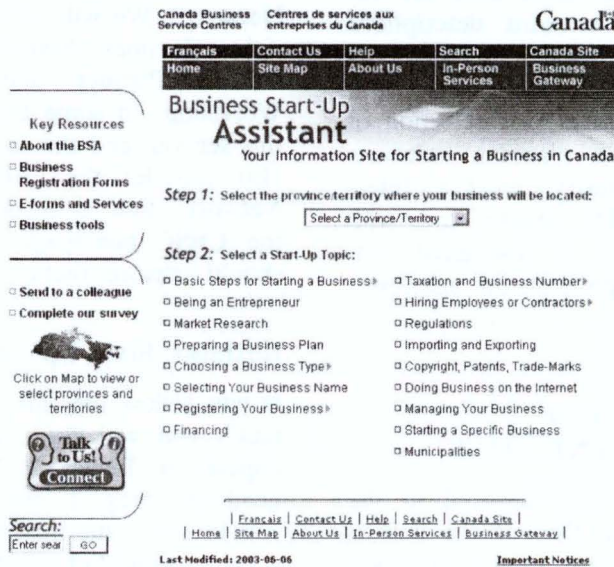 Canada Business Service Centres
Centres de services aux entreprises du Canada
Canada
Français Contact Us Help Search Canada Site
Home Site Map About Us In-Person Services Business Gateway
Business Start-Up
Assistant
Your Information Site for Starting a Business in Canada
Key Resources
About the BSA
Business
Registration Forms
E-forms and Services
Business tools
Send to a colleague
Complete our survey
Click on Map to view or
select provinces and
territories
Talk
to Us!
Connect
Search:
Enter sear GO
Step 1: Select the province/territory where your business will be located:
Select a Province/Territory
Step 2: Select a Start-Up Topic:
Basic Steps for Starting a Business
Being an Entrepreneur
Market Research
Preparing a Business Plan
Choosing a Business Type
Selecting Your Business Name
Registering Your Business
Financing
Taxation and Business Number
Hiring Employees or Contractors
Regulations
Importing and Exporting
Copyright, Patents, Trade-Marks
Doing Business on the Internet
Managing Your Business
Starting a Specific Business
Municipalities
| Français | Contact Us | Help | Search | Canada Site |
| Home | Site Map | About Us | In-Person Services | Business Gateway |
Last Modified: 2003-06-06
Important Notices